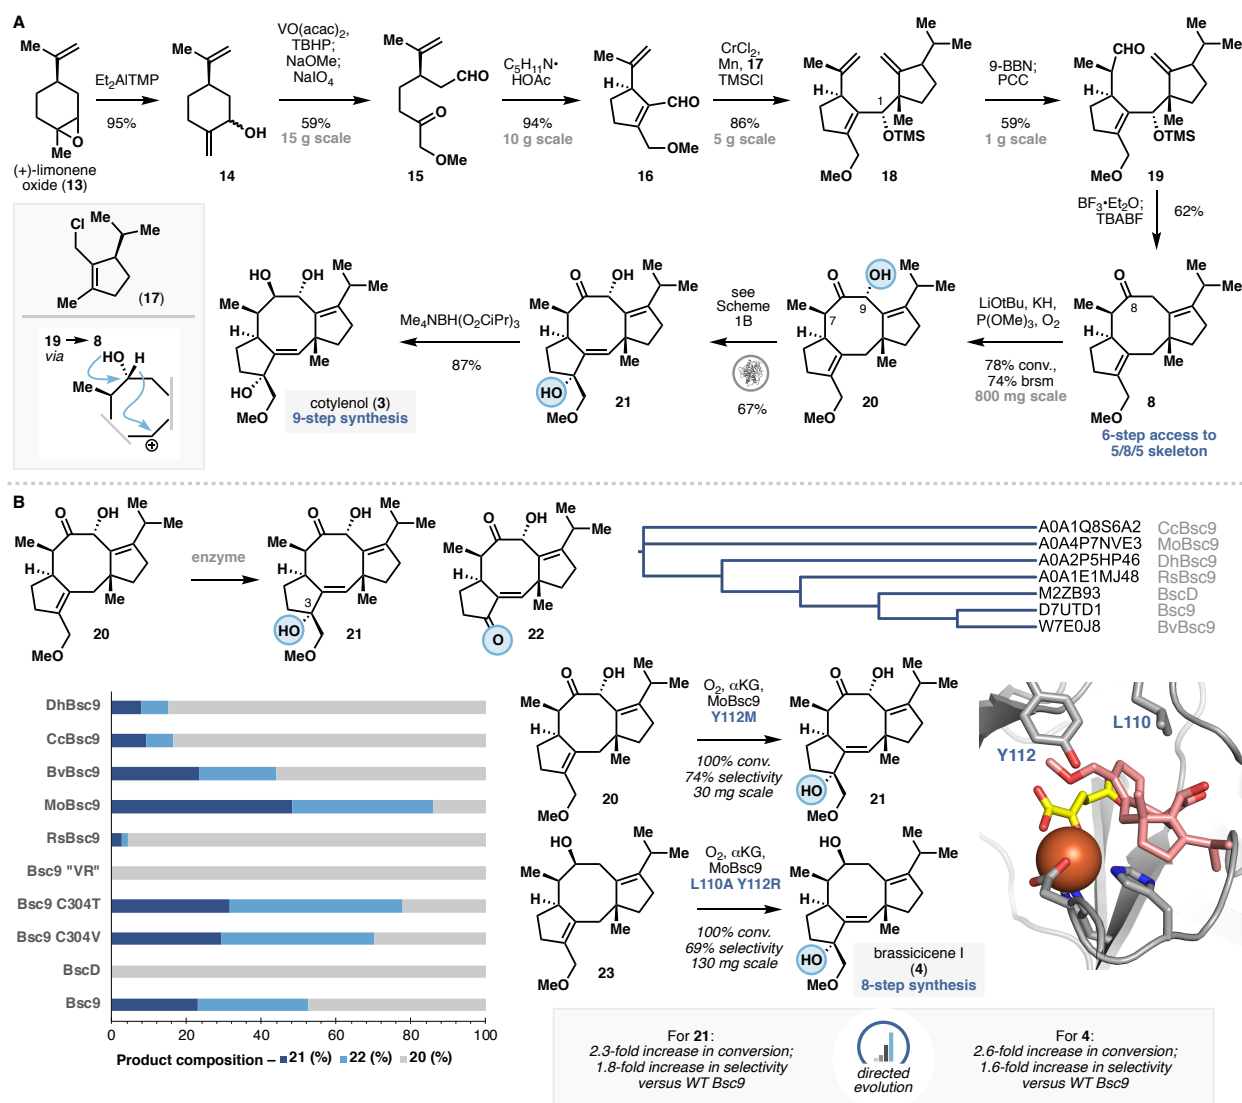 A
Me
Me
O
(+)-limonene
oxide (13)
Et2AlTMP
95%
Me
OH
14
VO(acac)2,
TBHP;
NaOMe;
NaIO4
59%
15 g scale
Me
CHO
O
OMe
15
C5H11N•
HOAc
94%
10 g scale
Me
H
CHO
OMe
16
CrCl2,
Mn, 17
TMSCl
86%
5 g scale
Me
Me
Me
H
1
Me
OTMS
MeO
18
9-BBN;
PCC
59%
1 g scale
Me
CHO
Me
Me
H
Me
OTMS
MeO
19
BF3•Et2O;
TBABF
62%
Cl
Me
Me
Me
(17)
19 → 8
via
HO
H
Me
+
HO
OH
Me
Me
Me
H
Me
HO
MeO
cotylenol (3)
9-step synthesis
Me4NBH(O2CiPr)3
87%
O
OH
Me
Me
Me
H
Me
HO
MeO
21
see
Scheme
1B
67%
O
OH
Me
Me
Me
7
9
H
Me
MeO
20
LiOtBu, KH,
P(OMe)3, O2
78% conv.,
74% brsm
800 mg scale
O
8
Me
Me
Me
H
Me
MeO
8
6-step access to
5/8/5 skeleton
B
O
OH
Me
Me
Me
H
Me
MeO
20
enzyme
O
OH
Me
Me
Me
H
3
Me
HO
MeO
21
O
OH
Me
Me
Me
H
Me
O
22
A0A1Q8S6A2 CcBsc9
A0A4P7NVE3 MoBsc9
A0A2P5HP46 DhBsc9
A0A1E1MJ48 RsBsc9
M2ZB93 BscD
D7UTD1 Bsc9
W7E0J8 BvBsc9
DhBsc9
CcBsc9
BvBsc9
MoBsc9
RsBsc9
Bsc9 "VR"
Bsc9 C304T
Bsc9 C304V
BscD
Bsc9
0 20 40 60 80 100
Product composition – 21 (%) 22 (%) 20 (%)
O
OH
Me
Me
Me
H
Me
MeO
20
O2, αKG,
MoBsc9
Y112M
100% conv.
74% selectivity
30 mg scale
O
OH
Me
Me
Me
H
Me
HO
MeO
21
HO
Me
Me
Me
H
Me
MeO
23
O2, αKG,
MoBsc9
L110A Y112R
100% conv.
69% selectivity
130 mg scale
HO
Me
Me
Me
H
Me
HO
MeO
brassicicene I
(4)
8-step synthesis
Y112
L110
For 21:
2.3-fold increase in conversion;
1.8-fold increase in selectivity
versus WT Bsc9
directed
evolution
For 4:
2.6-fold increase in conversion;
1.6-fold increase in selectivity
versus WT Bsc9